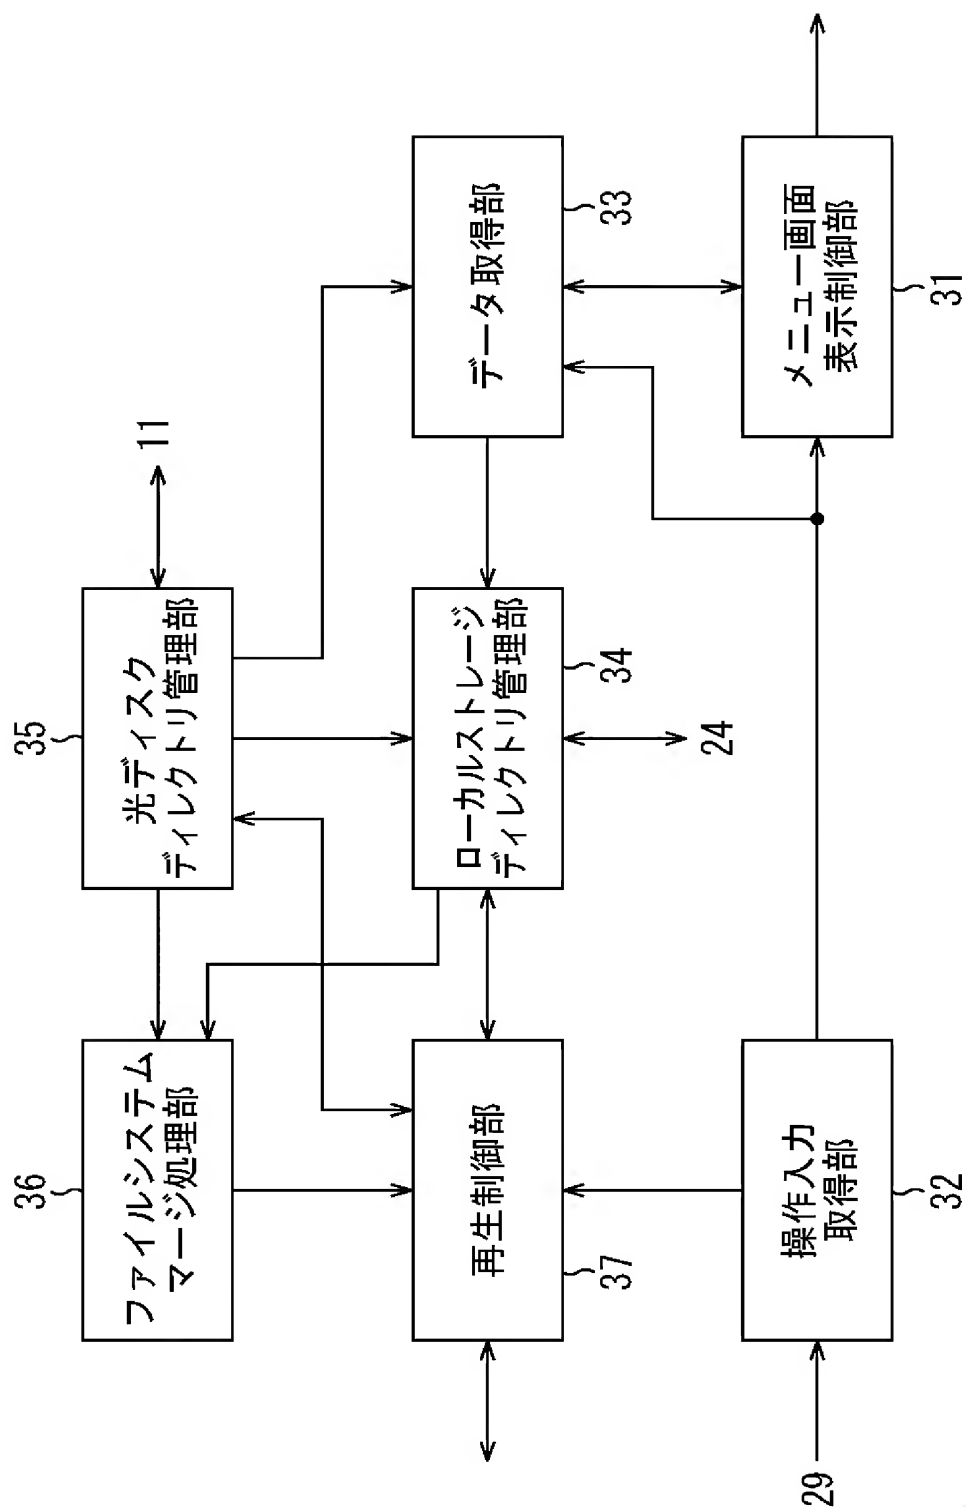 36
ファイルシステム
マージ処理部
35
光ディスク
ディレクトリ管理部
11
再生制御部
37
ローカルストレージ
ディレクトリ管理部
34
24
データ取得部
33
29
操作入力
取得部
32
メニュー画面
表示制御部
31